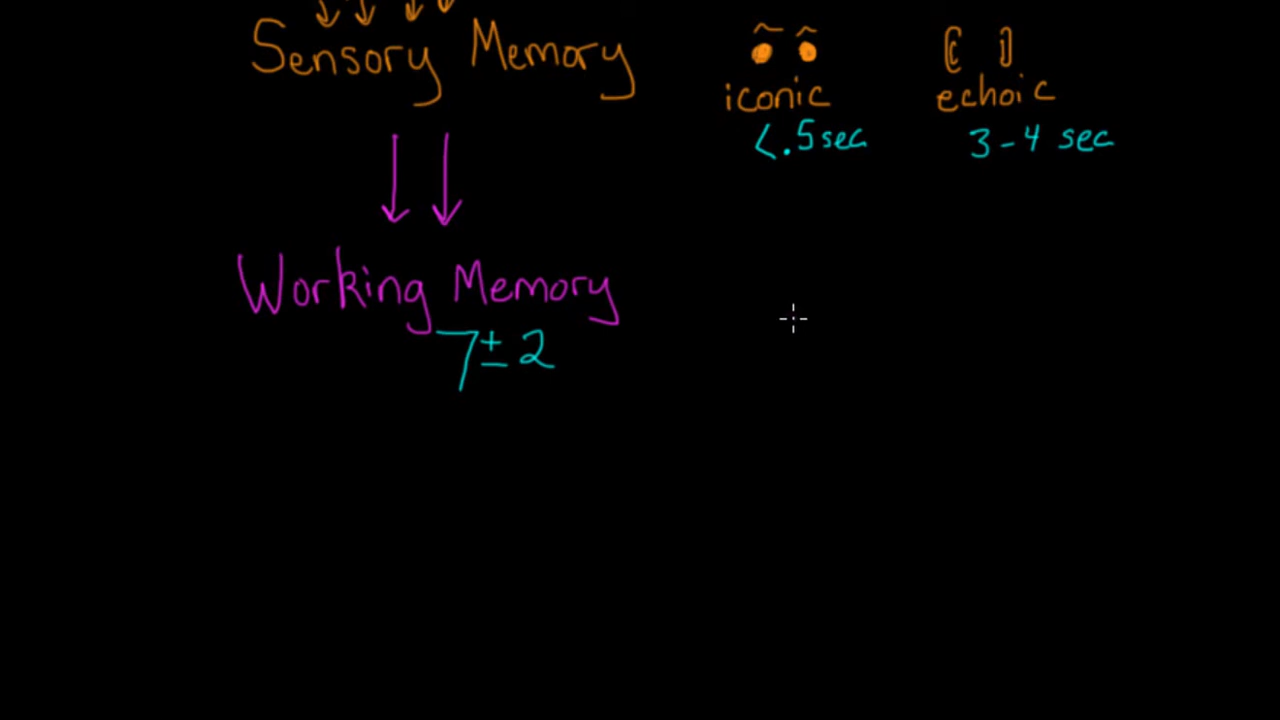 Sensory Memory
iconic
echoic
<.5sec
3-4 sec
Working Memory
7±2